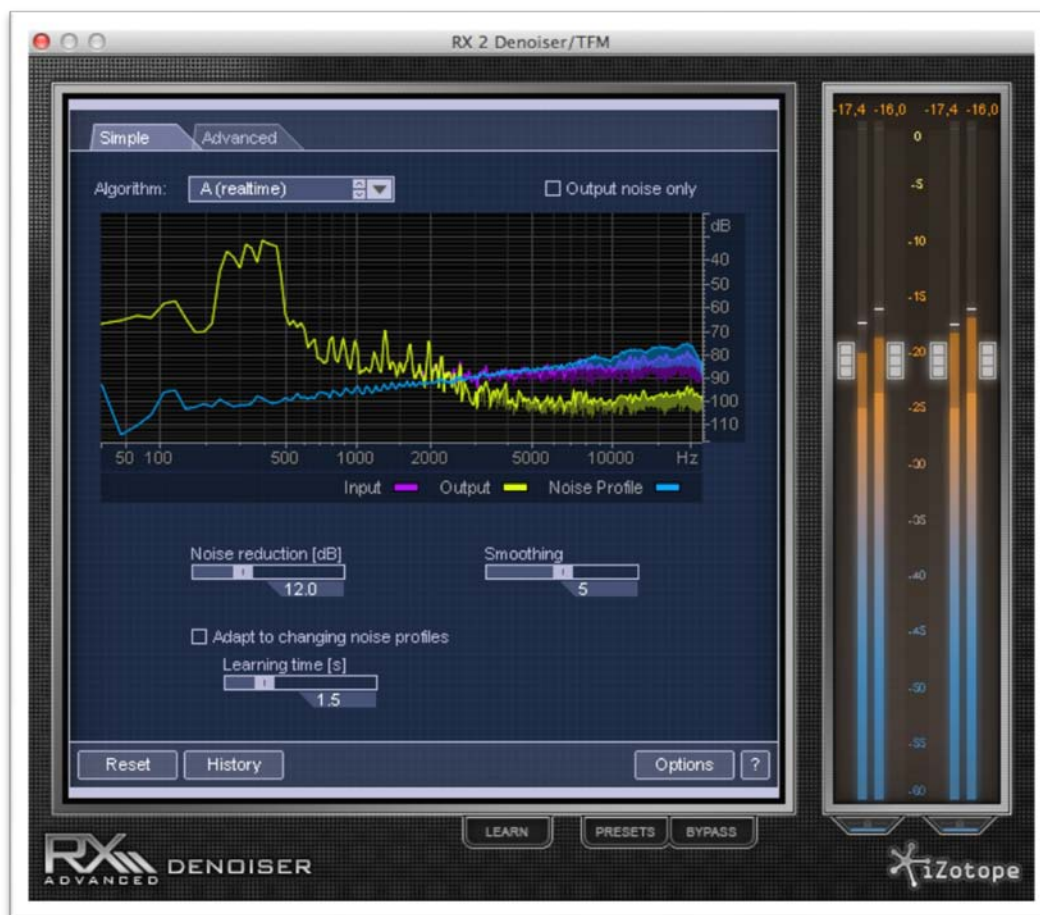 RX 2 Denoiser/TFM
Simple
Advanced
Algorithm: A (realtime)
Output noise only
dB
-40
-50
-60
-70
-80
-90
-100
-110
50 100 500 1000 2000 5000 10000 Hz
Input Output Noise Profile
Noise reduction [dB]
12.0
Smoothing
5
Adapt to changing noise profiles
Learning time [s]
1.5
Reset
History
Options
?
-17,4 -16,0 -17,4 -16,0
0
-5
-10
-15
-20
-25
-30
-35
-40
-45
-50
-55
-60
LEARN
PRESETS
BYPASS
RX
ADVANCED
DENOISER
iZotope